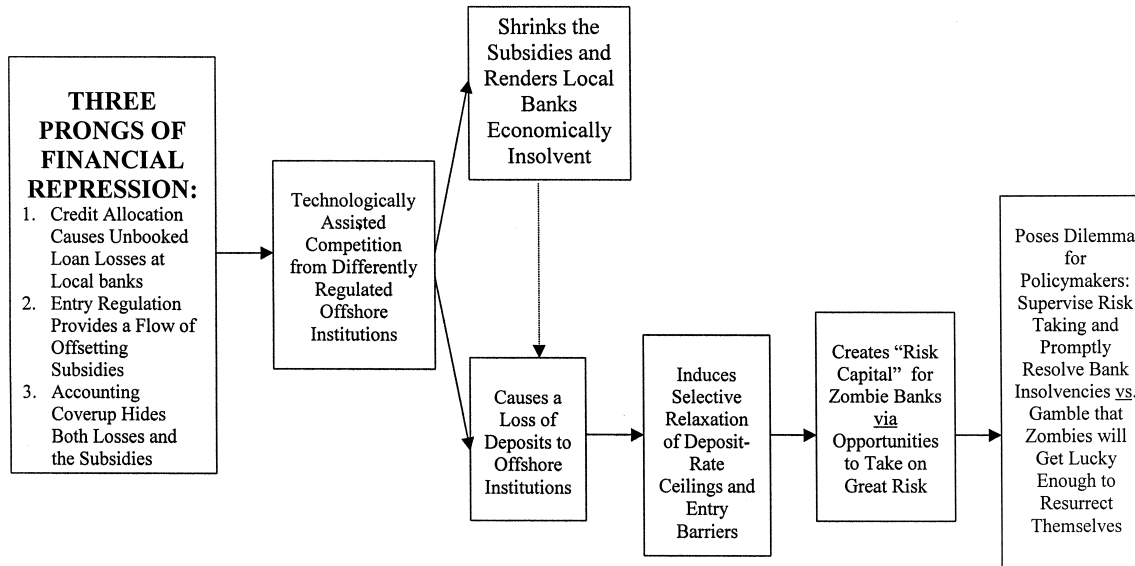 THREE
PRONGS OF
FINANCIAL
REPRESSION:
1. Credit Allocation
Causes Unbooked
Loan Losses at
Local banks
2. Entry Regulation
Provides a Flow of
Offsetting
Subsidies
3. Accounting
Coverup Hides
Both Losses and
the Subsidies
Technologically
Assisted
Competition
from Differently
Regulated
Offshore
Institutions
Shrinks the
Subsidies and
Renders Local
Banks
Economically
Insolvent
Causes a
Loss of
Deposits to
Offshore
Institutions
Induces
Selective
Relaxation
of Deposit-
Rate
Ceilings and
Entry
Barriers
Creates “Risk
Capital” for
Zombie Banks
via
Opportunities
to Take on
Great Risk
Poses Dilemma
for
Policymakers:
Supervise Risk
Taking and
Promptly
Resolve Bank
Insolvencies vs.
Gamble that
Zombies will
Get Lucky
Enough to
Resurrect
Themselves